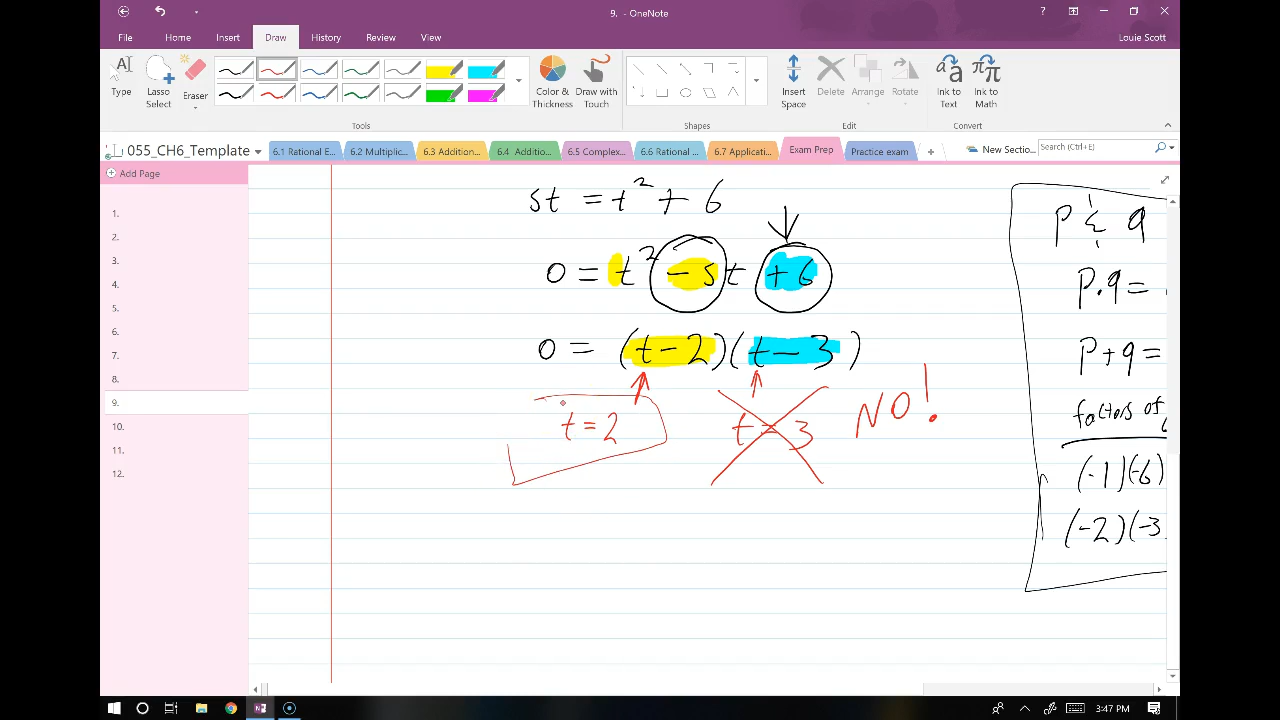 9. - OneNote
?
File Home Insert Draw History Review View
Louie Scott
Type
Lasso Select
Eraser
Color & Thickness
Draw with Touch
Insert Space
Delete
Arrange
Rotate
Ink to Text
Ink to Math
Tools
Shapes
Edit
Convert
055_CH6_Template
6.1 Rational E...
6.2 Multiplic...
6.3 Addition...
6.4 Additio...
6.5 Complex...
6.6 Rational ...
6.7 Applicati...
Exam Prep
Practice exam
+
New Sectio...
Search (Ctrl+E)
Add Page
1.
2.
3.
4.
5.
6.
7.
8.
9.
10.
11.
12.
5t = t² + 6
0 = t² - 5t + 6
0 = (t - 2)(t - 3)
t = 2
t = 3
NO!
P & q
P.q =
P + q =
factors of
(-1)(-6)
(-2)(-3
3:47 PM